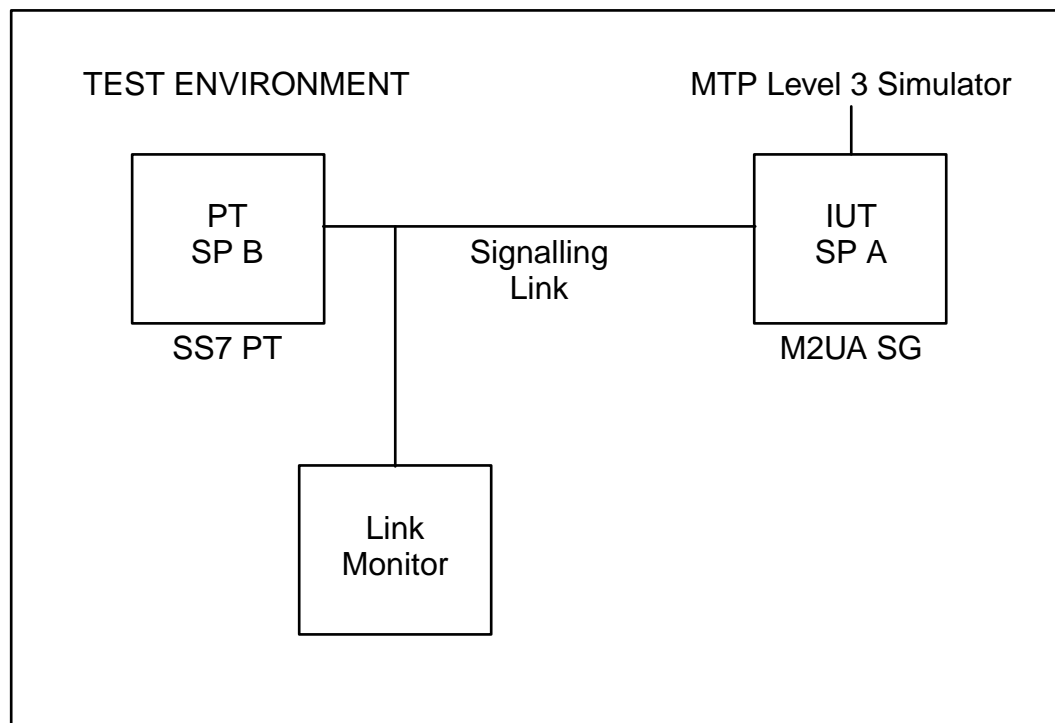 TEST ENVIRONMENT
MTP Level 3 Simulator
PT
SP B
IUT
SP A
Signalling
Link
SS7 PT
M2UA SG
Link
Monitor